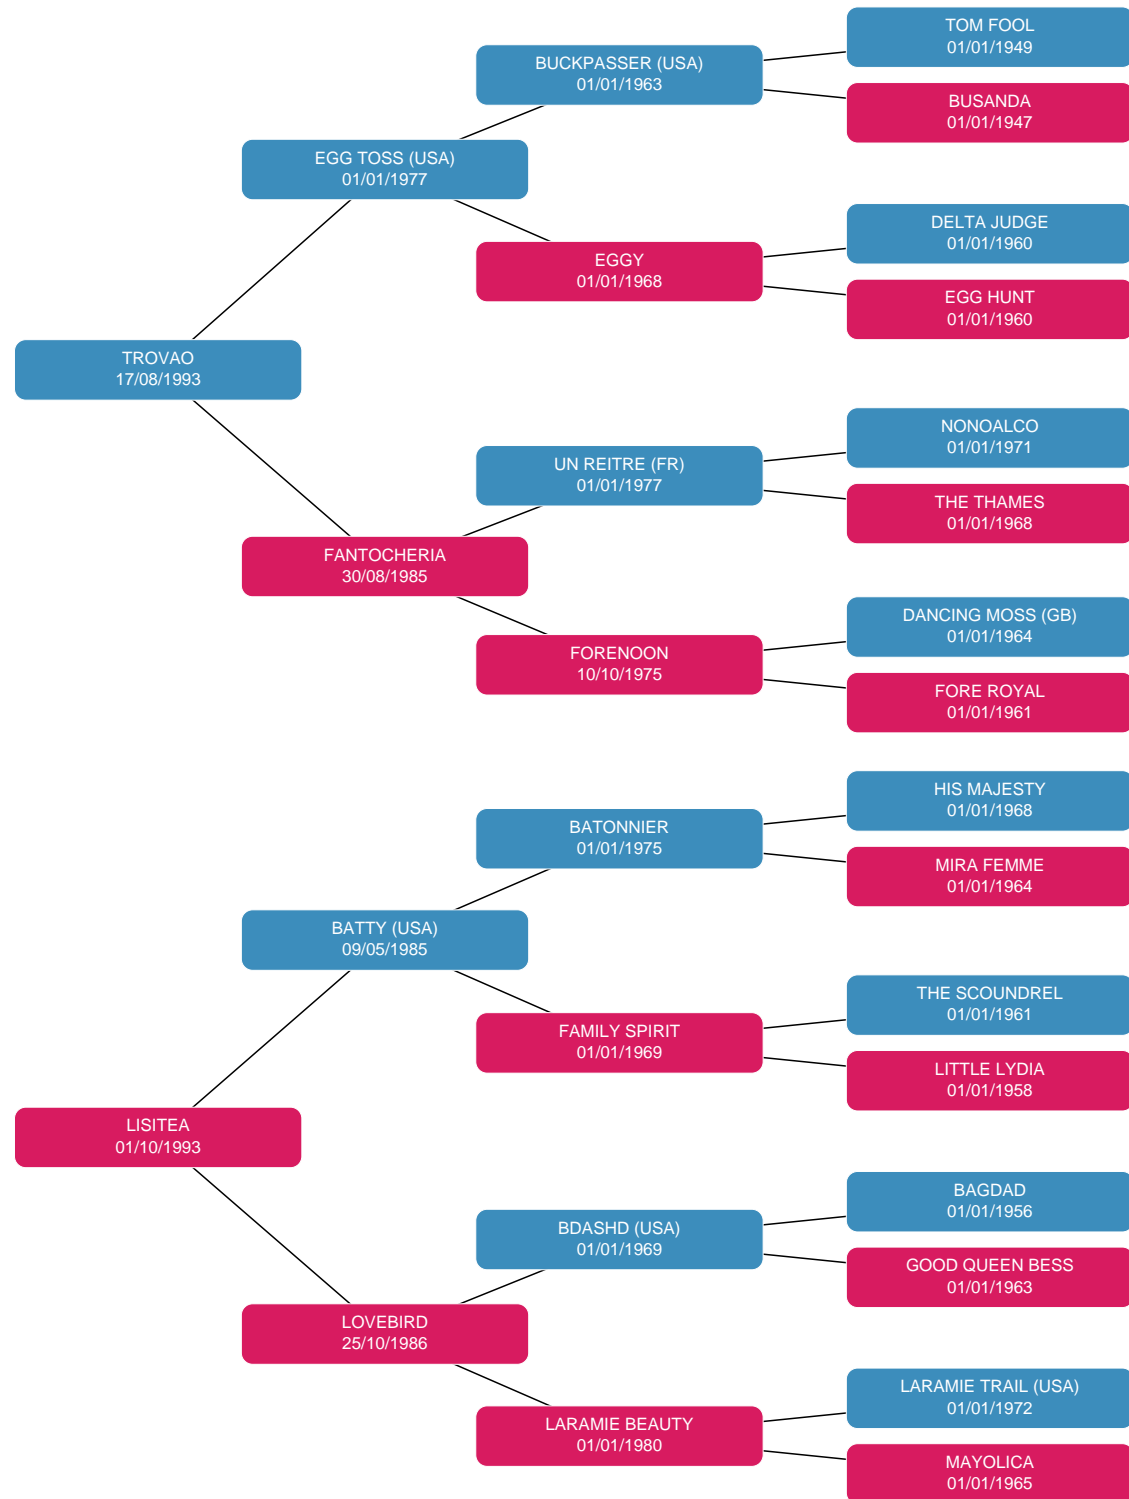 TOM FOOL
01/01/1949
BUCKPASSER (USA)
01/01/1963
BUSANDA
01/01/1947
EGG TOSS (USA)
01/01/1977
DELTA JUDGE
01/01/1960
EGGY
01/01/1968
EGG HUNT
01/01/1960
TROVAO
17/08/1993
NONOALCO
01/01/1971
UN REITRE (FR)
01/01/1977
THE THAMES
01/01/1968
FANTOCHERIA
30/08/1985
DANCING MOSS (GB)
01/01/1964
FORENOON
10/10/1975
FORE ROYAL
01/01/1961
HIS MAJESTY
01/01/1968
BATONNIER
01/01/1975
MIRA FEMME
01/01/1964
BATTY (USA)
09/05/1985
THE SCOUNDREL
01/01/1961
FAMILY SPIRIT
01/01/1969
LITTLE LYDIA
01/01/1958
LISITEA
01/10/1993
BAGDAD
01/01/1956
BDASHD (USA)
01/01/1969
GOOD QUEEN BESS
01/01/1963
LOVEBIRD
25/10/1986
LARAMIE TRAIL (USA)
01/01/1972
LARAMIE BEAUTY
01/01/1980
MAYOLICA
01/01/1965